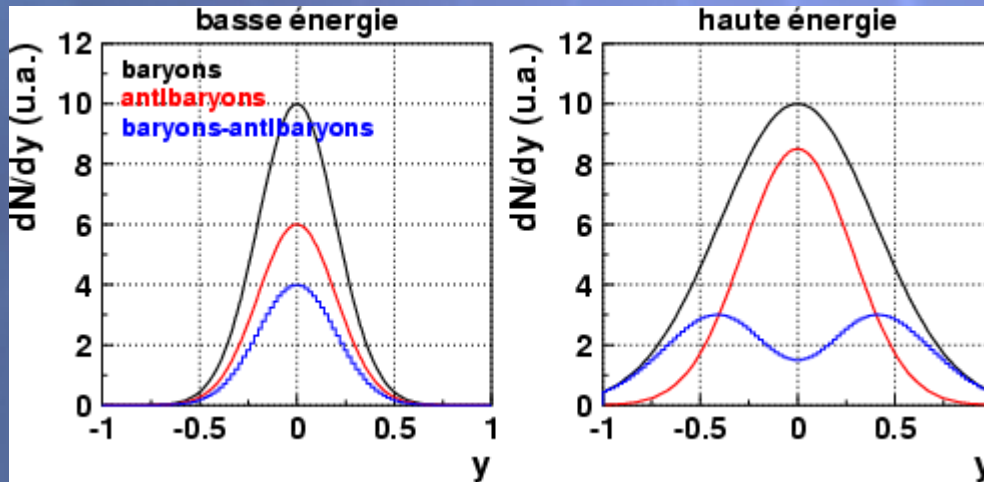 basse énergie
dN/dy (u.a.)
12
10
8
6
4
2
0
baryons
antIbaryons
baryons-antIbaryons
-1
-0.5
0
0.5
1
y
haute énergie
dN/dy (u.a.)
12
10
8
6
4
2
0
-1
-0.5
0
0.5
y